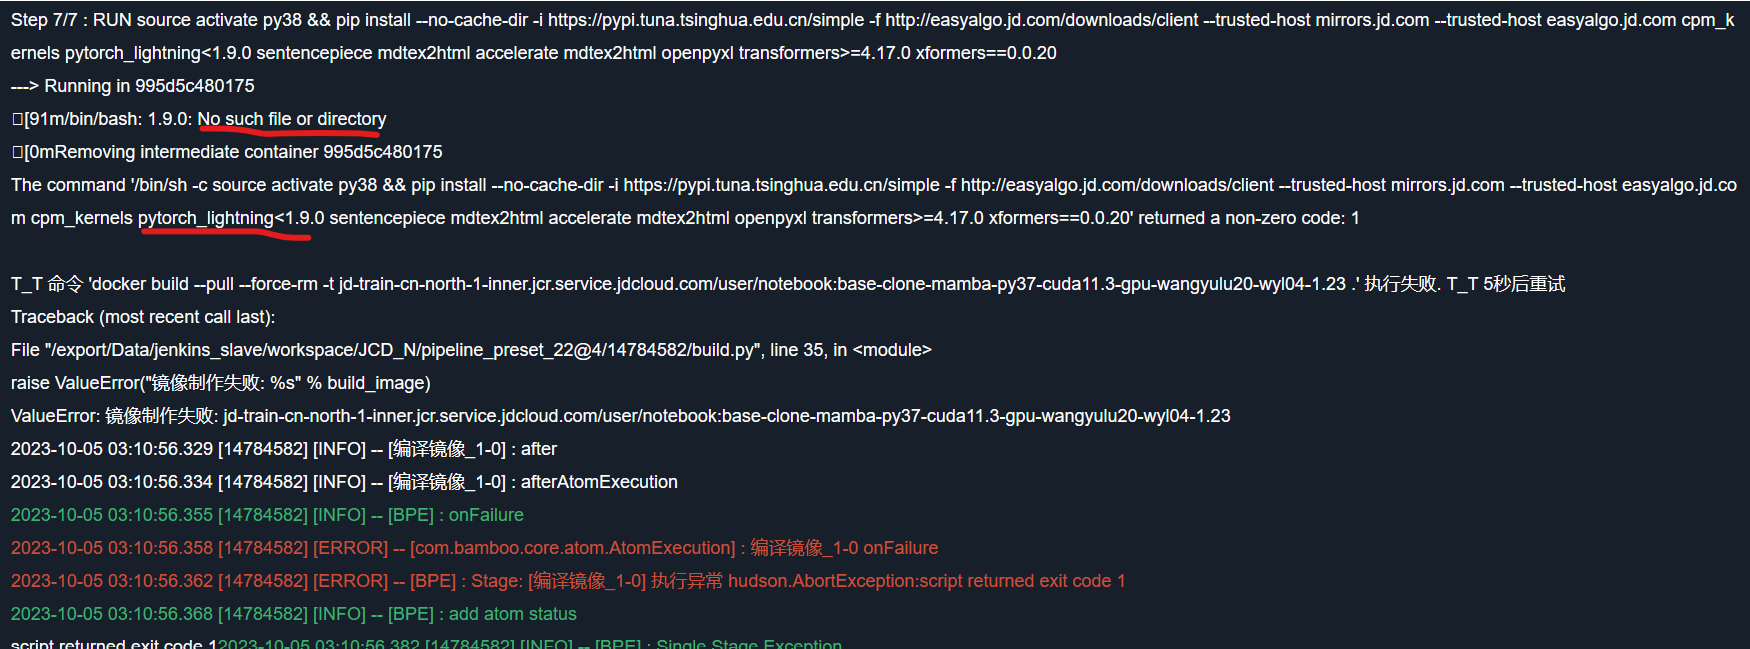 Step 7/7 : RUN source activate py38 && pip install --no-cache-dir -i https://pypi.tuna.tsinghua.edu.cn/simple -f http://easyalgo.jd.com/downloads/client --trusted-host mirrors.jd.com --trusted-host easyalgo.jd.com cpm_k
ernels pytorch_lightning<1.9.0 sentencepiece mdtex2html accelerate mdtex2html openpyxl transformers>=4.17.0 xformers==0.0.20
---> Running in 995d5c480175
□[91m/bin/bash: 1.9.0: No such file or directory
□[0mRemoving intermediate container 995d5c480175
The command '/bin/sh -c source activate py38 && pip install --no-cache-dir -i https://pypi.tuna.tsinghua.edu.cn/simple -f http://easyalgo.jd.com/downloads/client --trusted-host mirrors.jd.com --trusted-host easyalgo.jd.co
m cpm_kernels pytorch_lightning<1.9.0 sentencepiece mdtex2html accelerate mdtex2html openpyxl transformers>=4.17.0 xformers==0.0.20' returned a non-zero code: 1
T_T 命令 'docker build --pull --force-rm -t jd-train-cn-north-1-inner.jcr.service.jdcloud.com/user/notebook:base-clone-mamba-py37-cuda11.3-gpu-wangyulu20-wyl04-1.23 .' 执行失败. T_T 5秒后重试
Traceback (most recent call last):
File "/export/Data/jenkins_slave/workspace/JCD_N/pipeline_preset_22@4/14784582/build.py", line 35, in <module>
raise ValueError("镜像制作失败: %s" % build_image)
ValueError: 镜像制作失败: jd-train-cn-north-1-inner.jcr.service.jdcloud.com/user/notebook:base-clone-mamba-py37-cuda11.3-gpu-wangyulu20-wyl04-1.23
2023-10-05 03:10:56.329 [14784582] [INFO] -- [编译镜像_1-0] : after
2023-10-05 03:10:56.334 [14784582] [INFO] -- [编译镜像_1-0] : afterAtomExecution
2023-10-05 03:10:56.355 [14784582] [INFO] -- [BPE] : onFailure
2023-10-05 03:10:56.358 [14784582] [ERROR] -- [com.bamboo.core.atom.AtomExecution] : 编译镜像_1-0 onFailure
2023-10-05 03:10:56.362 [14784582] [ERROR] -- [BPE] : Stage: [编译镜像_1-0] 执行异常 hudson.AbortException:script returned exit code 1
2023-10-05 03:10:56.368 [14784582] [INFO] -- [BPE] : add atom status
script returned exit code 12023-10-05 03:10:56.382 [14784582] [INFO] -- [BPE] : Single Stage Exception